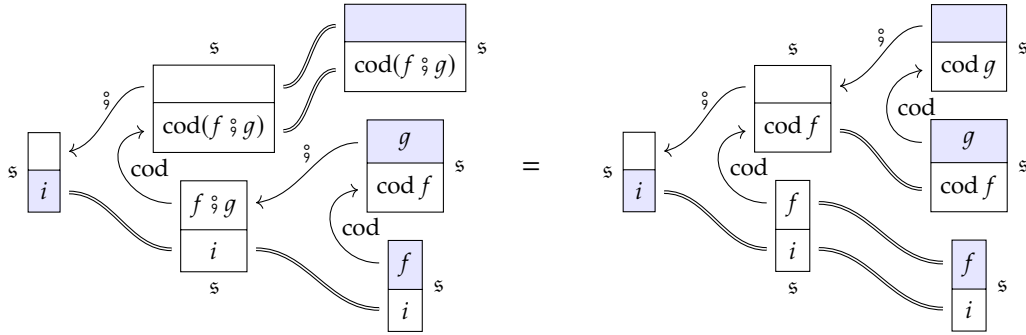 𝔰
𝔰
cod(f ⨟ g)
𝔰
cod(f ⨟ g)
⨟
cod
𝔰
i
⨟
g
cod f
𝔰
f ⨟ g
i
𝔰
cod
f
i
𝔰
=
𝔰
⨟
cod g
𝔰
⨟
cod f
cod
𝔰
i
cod
g
cod f
𝔰
f
i
𝔰
f
i
𝔰